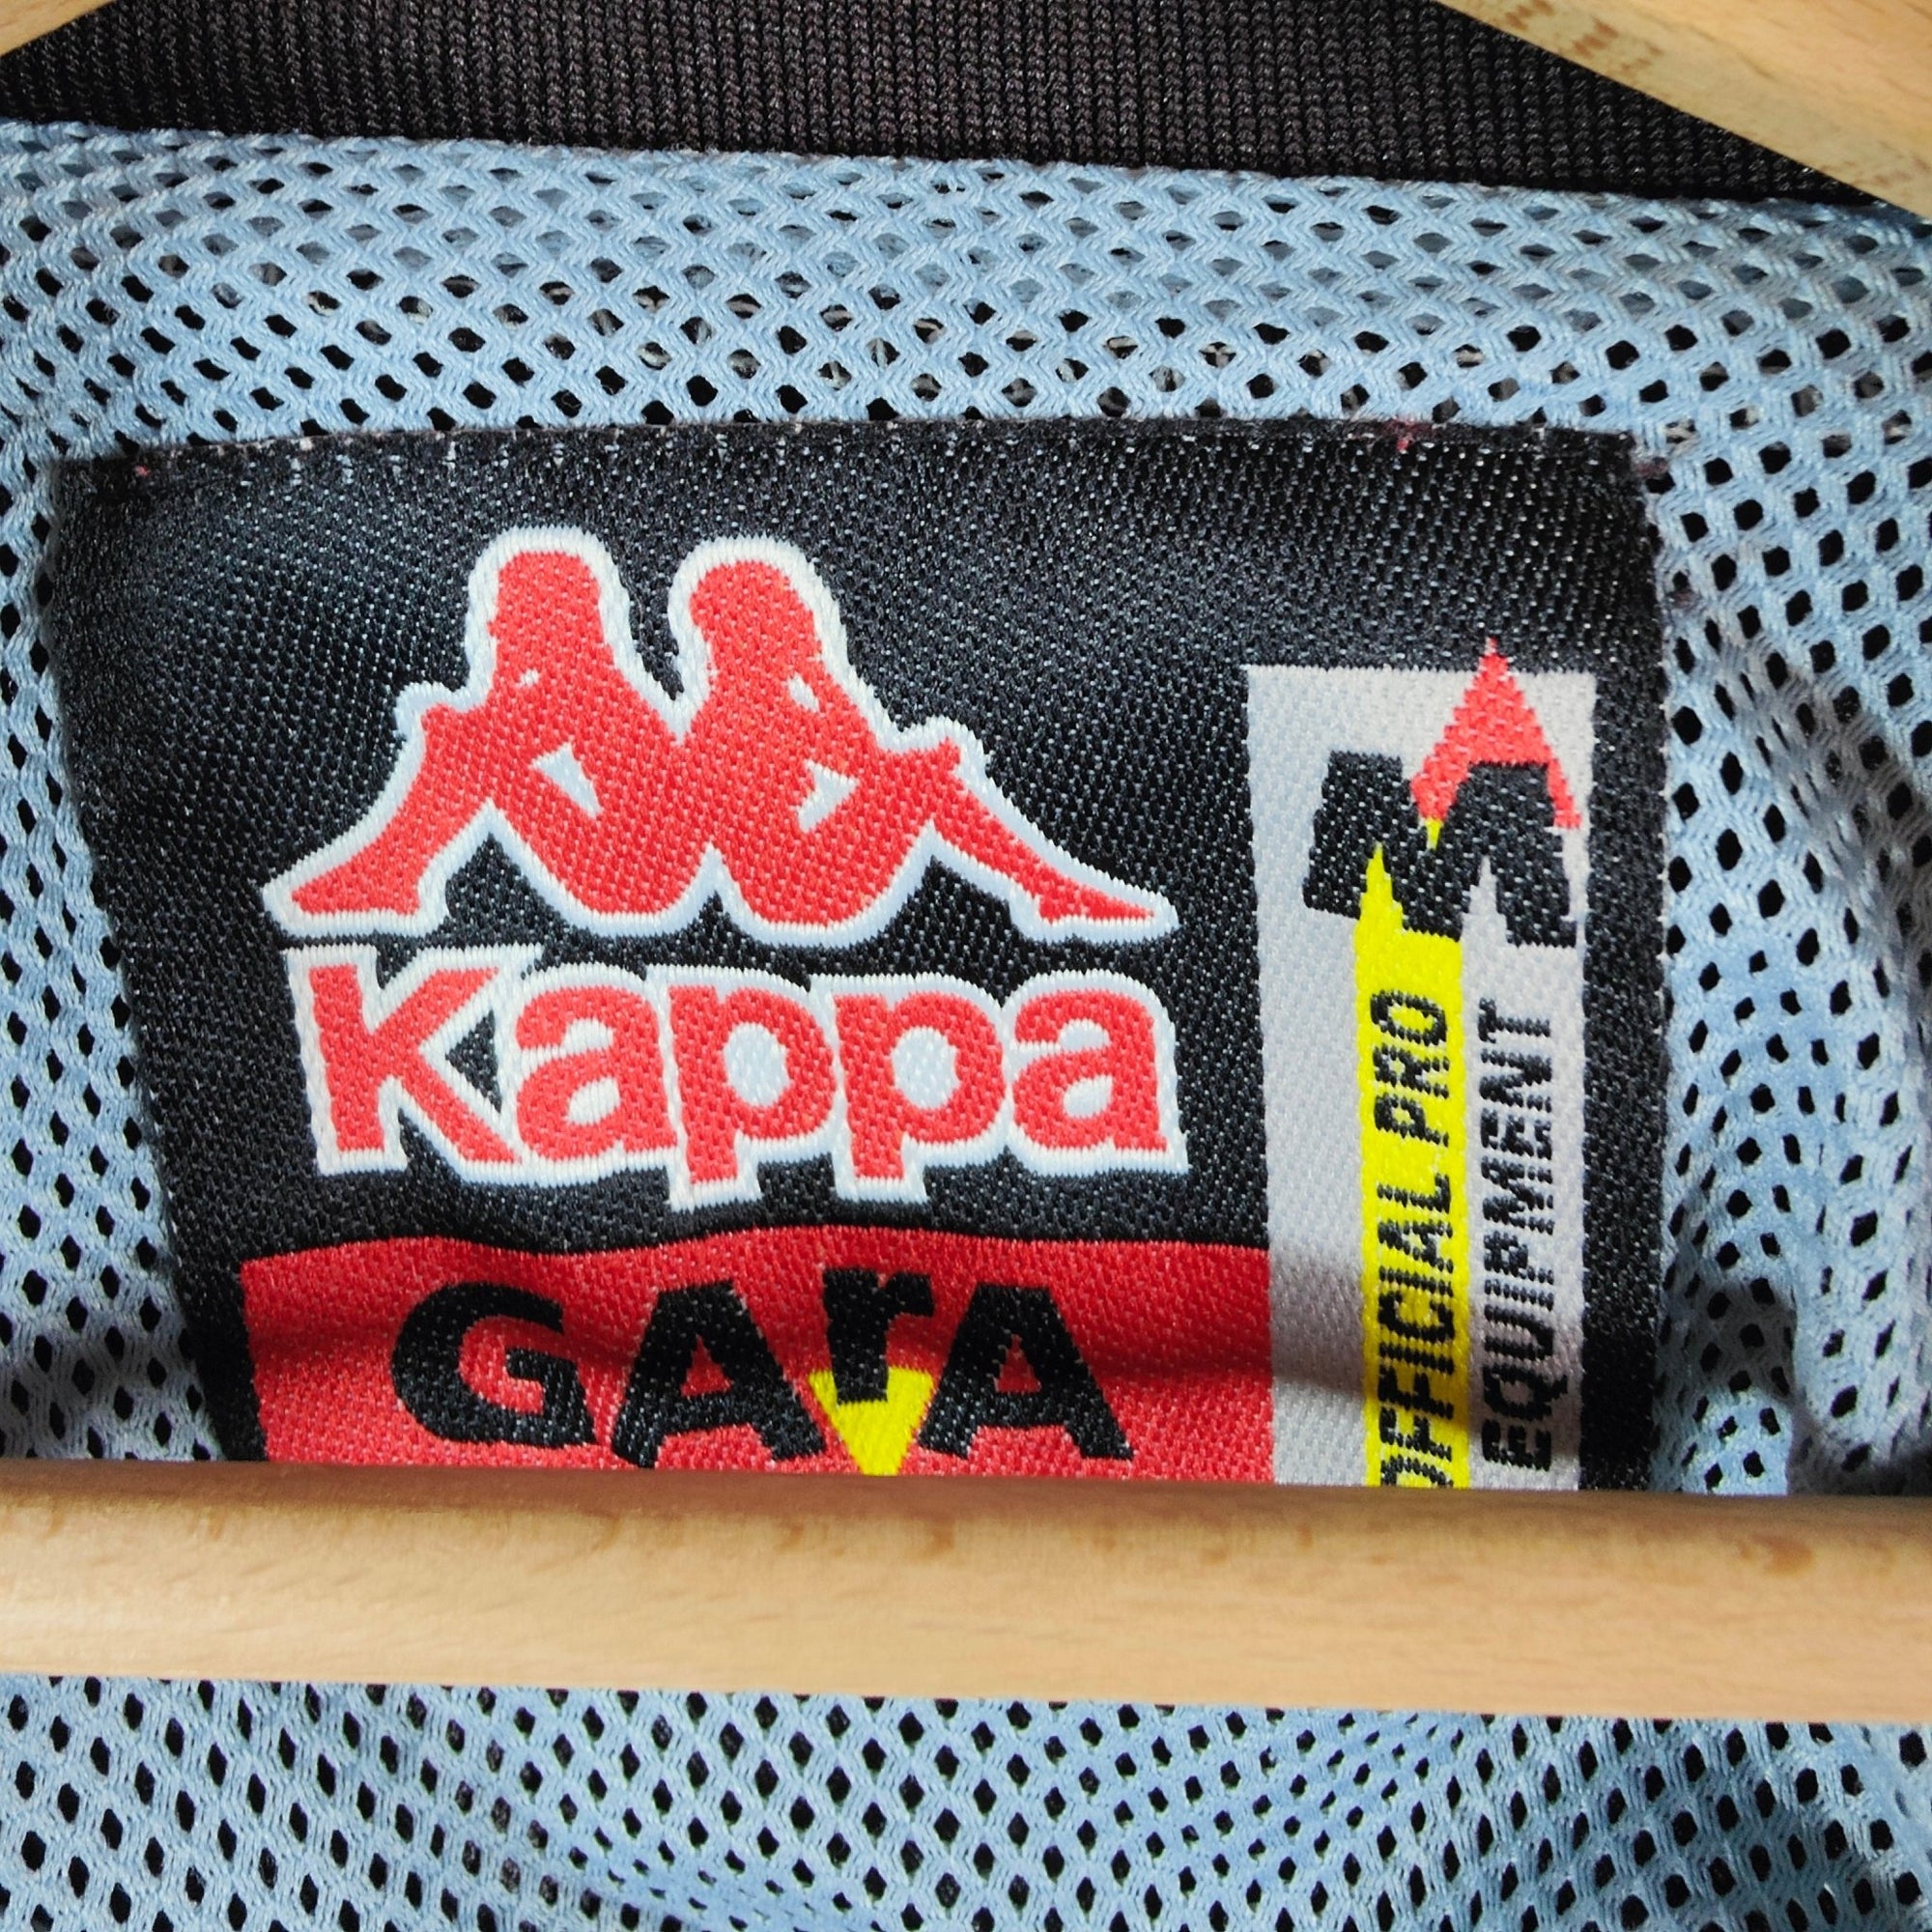 Kappa
GArA
M
OFFICIAL PRO
EQUIPMENT